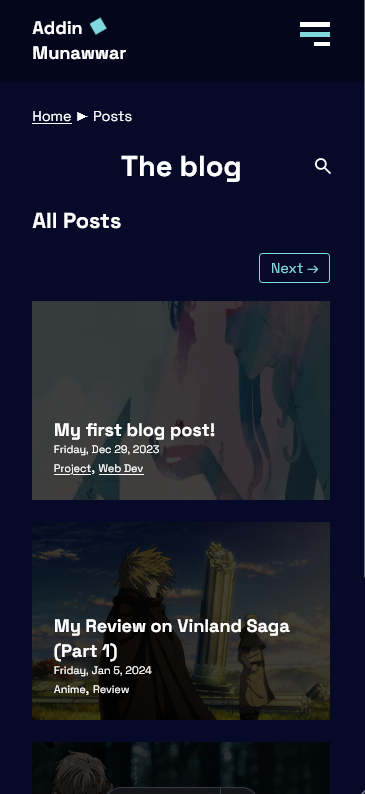 Addin
Munawwar
Home ▶ Posts
The blog
All Posts
Next →
My first blog post!
Friday, Dec 29, 2023
Project, Web Dev
My Review on Vinland Saga
(Part 1)
Friday, Jan 5, 2024
Anime, Review